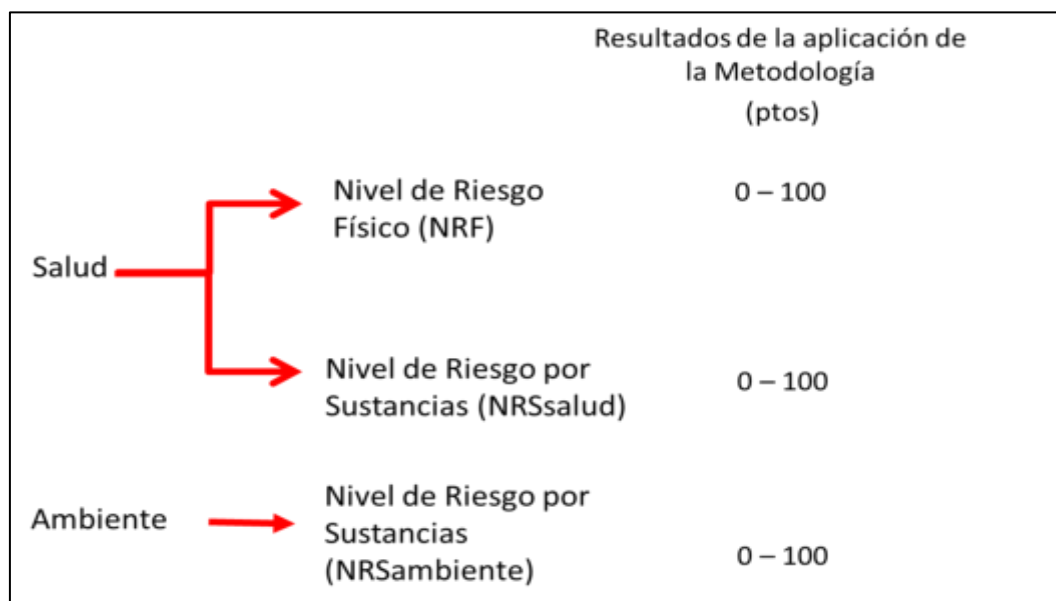 Resultados de la aplicación de
la Metodología
(ptos)
Nivel de Riesgo
Físico (NRF)
0 – 100
Salud
Nivel de Riesgo por
Sustancias (NRSsalud)
0 – 100
Ambiente
Nivel de Riesgo por
Sustancias
(NRSambiente)
0 – 100